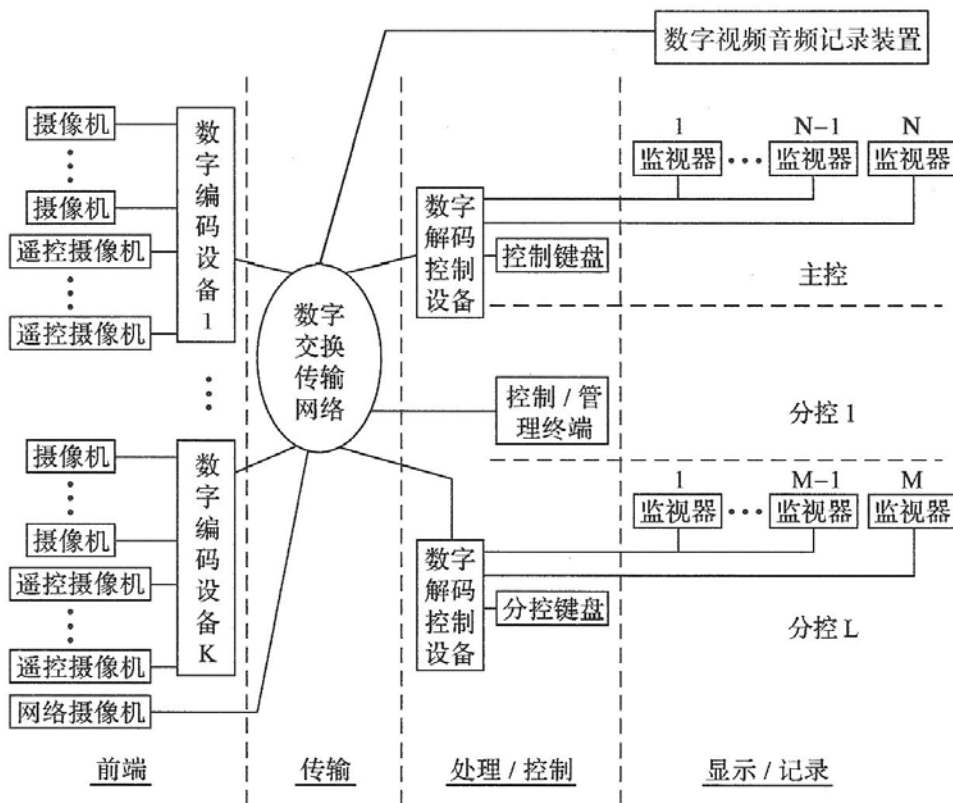 数字视频音频记录装置
摄像机
摄像机
遥控摄像机
遥控摄像机
数字编码设备1
数字交换传输网络
数字解码控制设备
控制键盘
1
N-1
N
监视器
监视器
监视器
主控
控制/管理终端
分控1
摄像机
摄像机
遥控摄像机
遥控摄像机
网络摄像机
数字编码设备K
数字解码控制设备
分控键盘
1
M-1
M
监视器
监视器
监视器
分控L
前端
传输
处理/控制
显示/记录